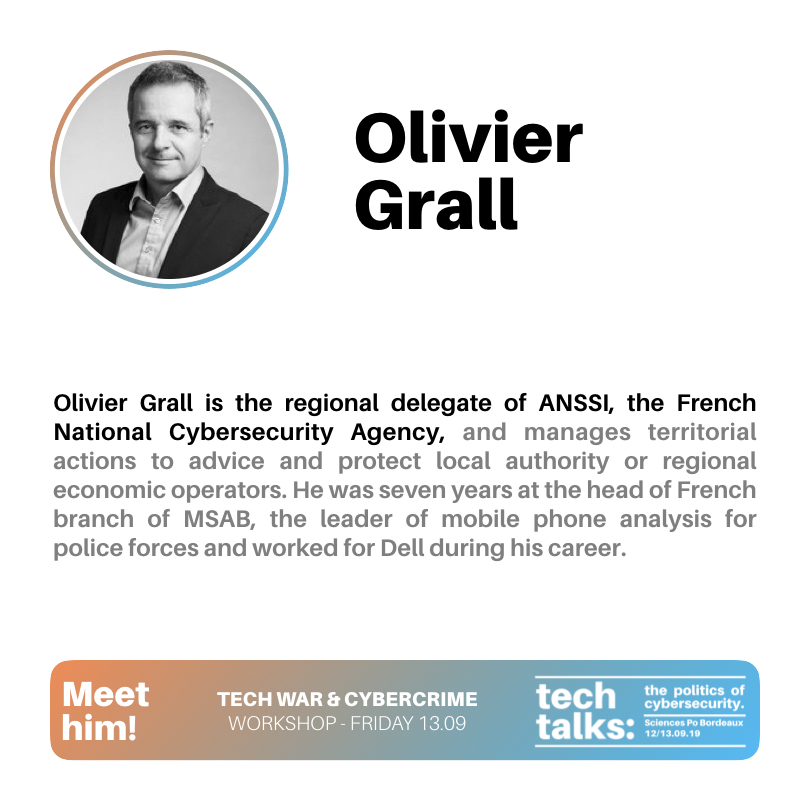 Olivier
Grall
Olivier Grall is the regional delegate of ANSSI, the French
National Cybersecurity Agency, and manages territorial
actions to advice and protect local authority or regional
economic operators. He was seven years at the head of French
branch of MSAB, the leader of mobile phone analysis for
police forces and worked for Dell during his career.
Meet
him!
TECH WAR & CYBERCRIME
WORKSHOP - FRIDAY 13.09
tech
talks:
the politics of
cybersecurity.
Sciences Po Bordeaux
12/13.09.19